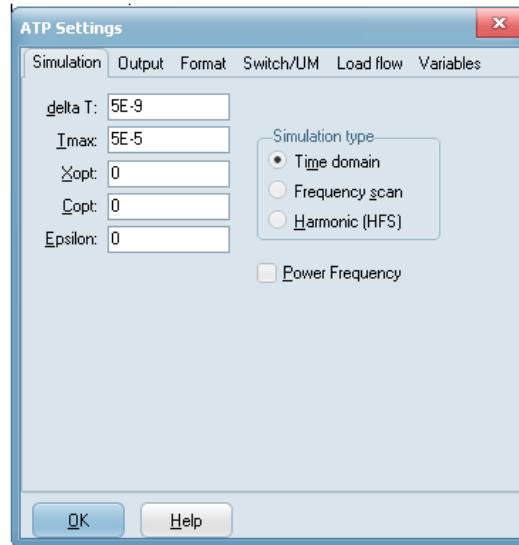 ATP Settings
Simulation Output Format Switch/UM Load flow Variables
delta T: 5E-9
Tmax: 5E-5
Xopt: 0
Copt: 0
Epsilon: 0
Simulation type
Time domain
Frequency scan
Harmonic (HFS)
Power Frequency
OK Help